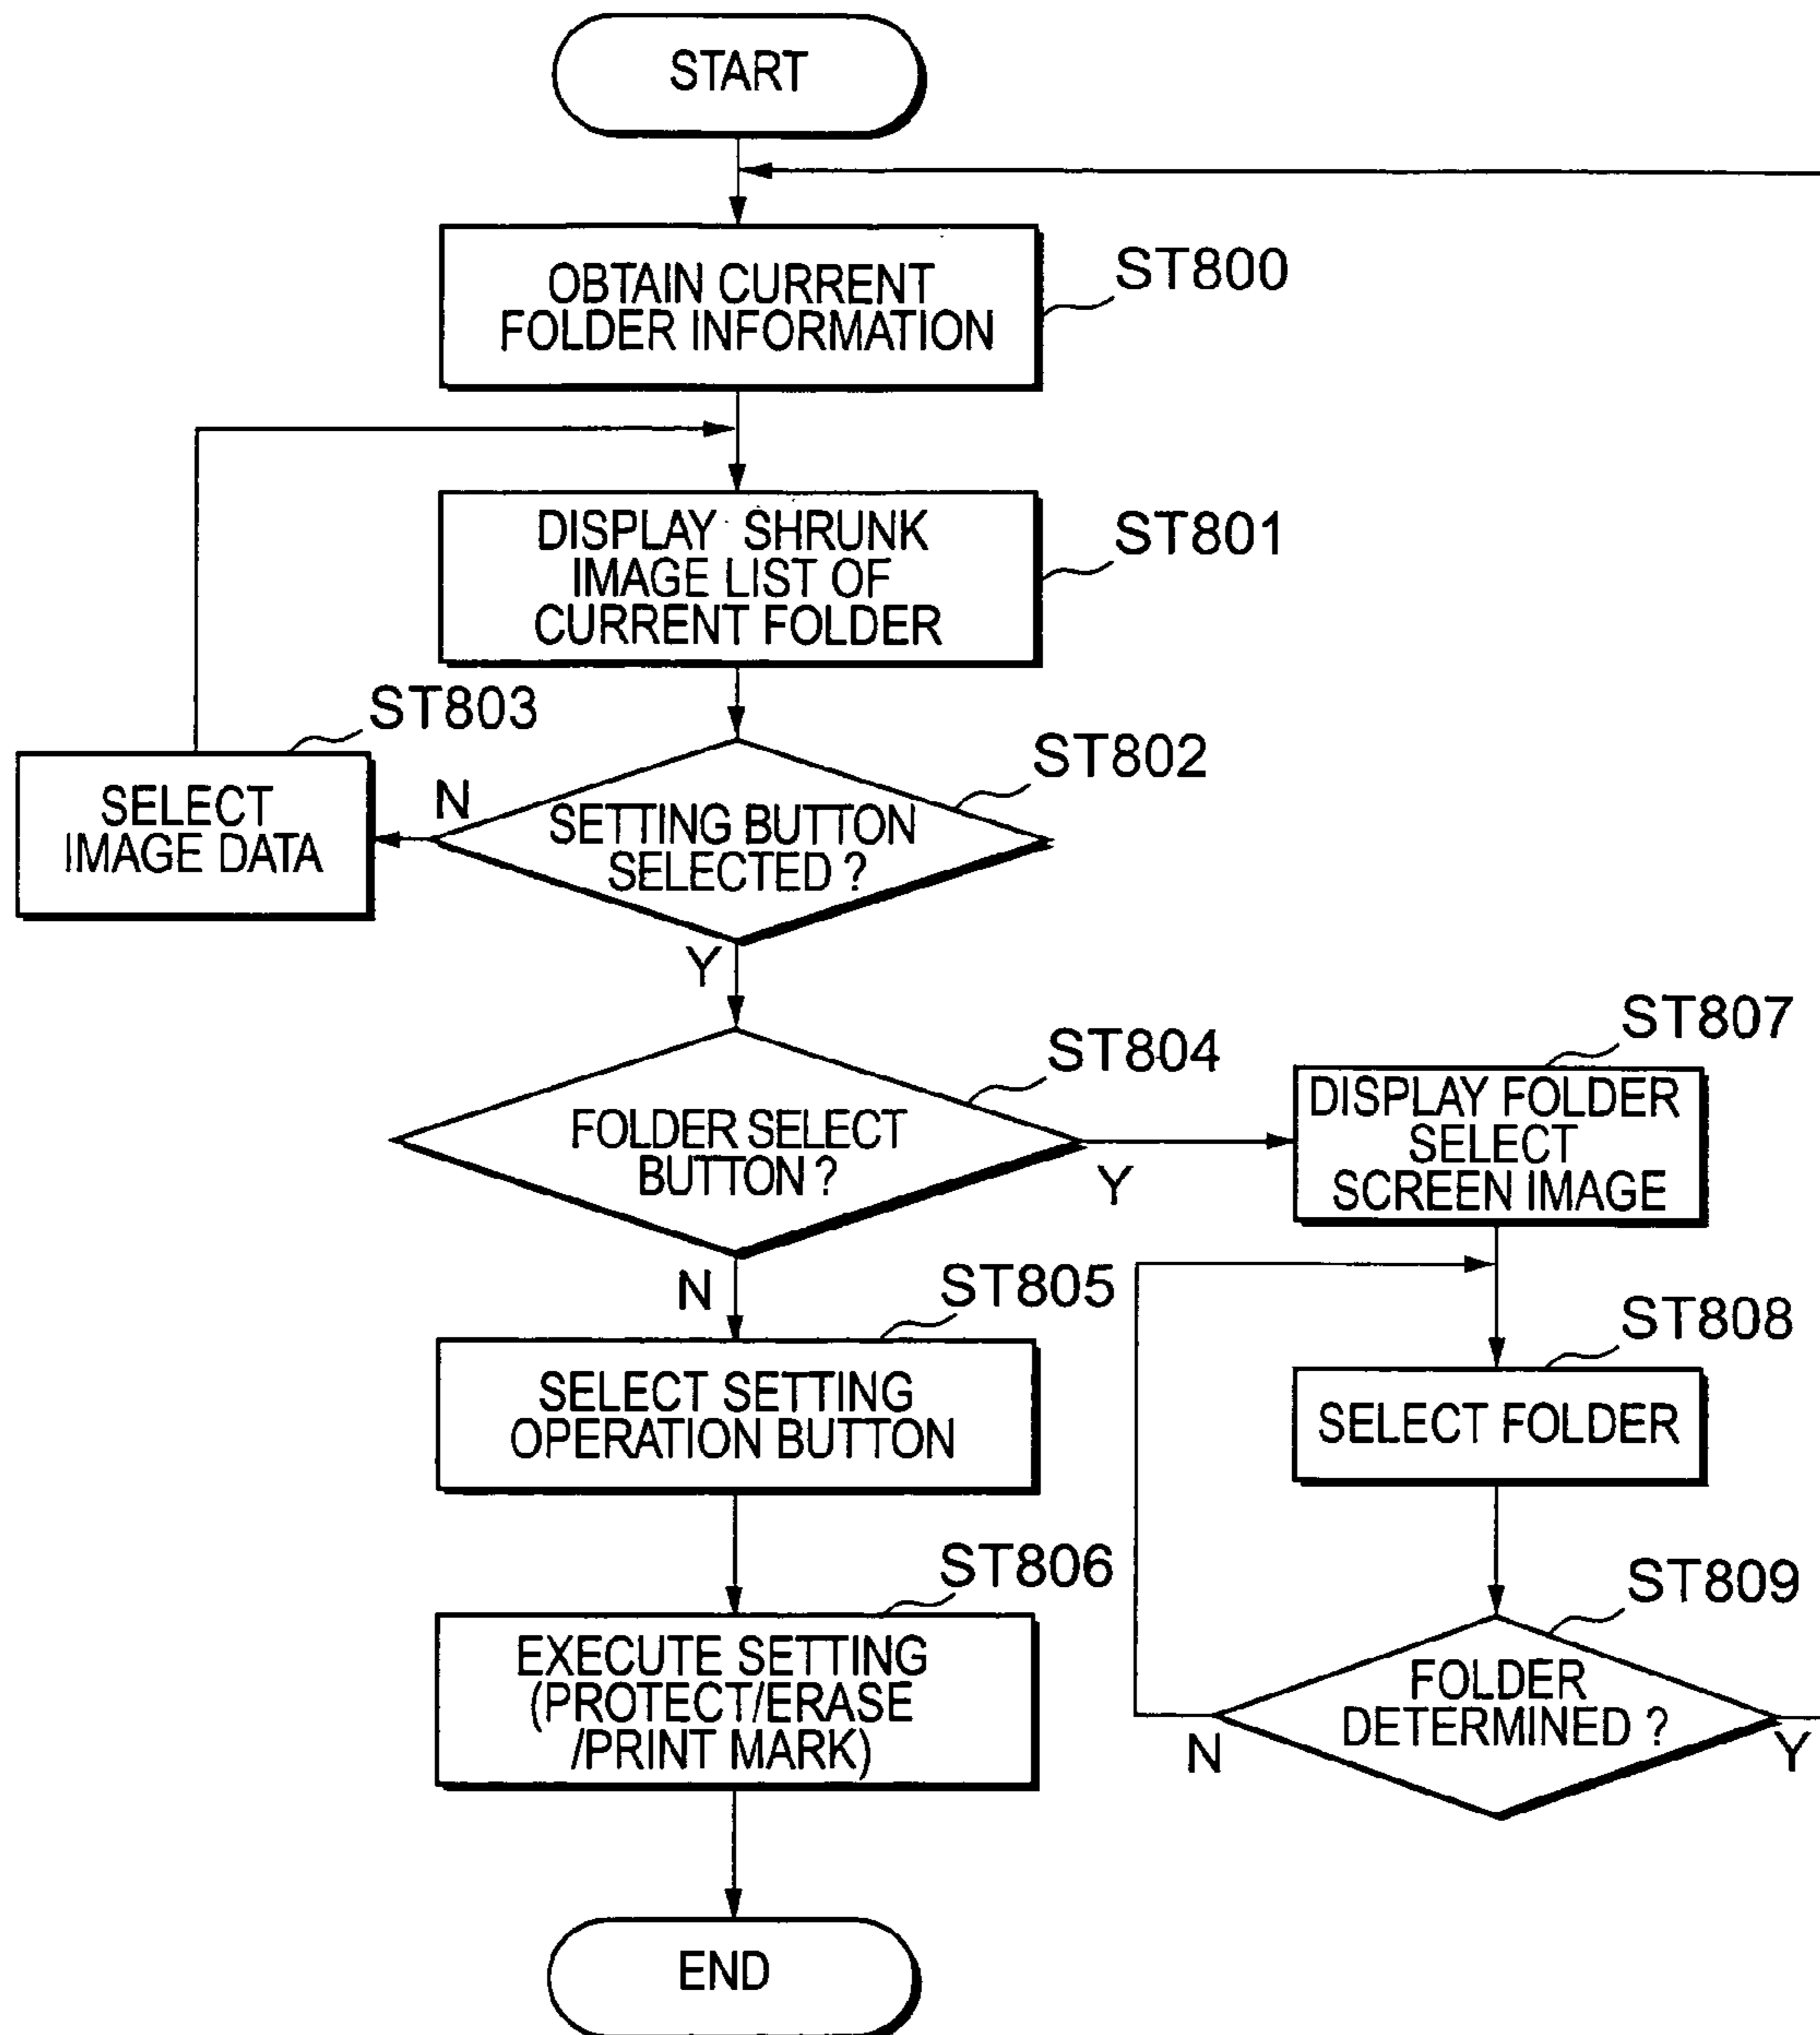 START
OBTAIN CURRENT
FOLDER INFORMATION
ST800
DISPLAY SHRUNK
IMAGE LIST OF
CURRENT FOLDER
ST801
ST803
SELECT
IMAGE DATA
N
SETTING BUTTON
SELECTED ?
ST802
Y
FOLDER SELECT
BUTTON ?
ST804
Y
N
ST807
DISPLAY FOLDER
SELECT
SCREEN IMAGE
ST805
SELECT SETTING
OPERATION BUTTON
ST808
SELECT FOLDER
ST806
EXECUTE SETTING
(PROTECT/ERASE
/PRINT MARK)
ST809
FOLDER
DETERMINED ?
N
Y
END